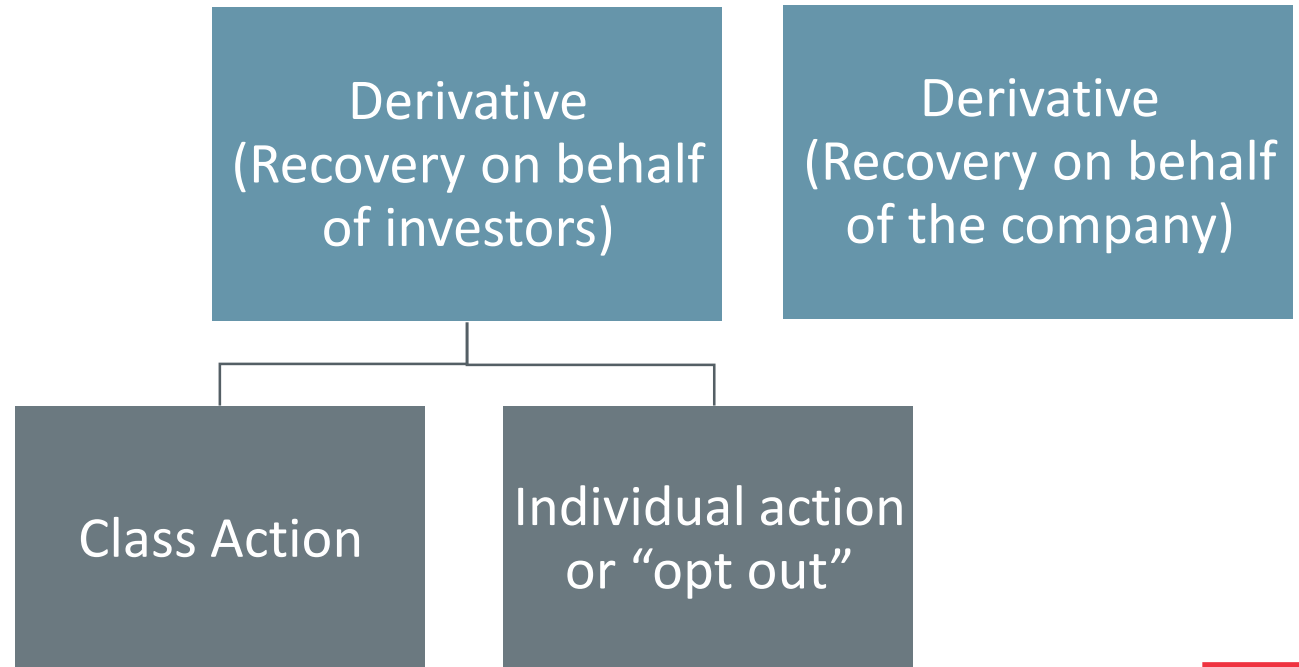 Derivative
(Recovery on behalf
of investors)
Derivative
(Recovery on behalf
of the company)
Class Action
Individual action
or “opt out”